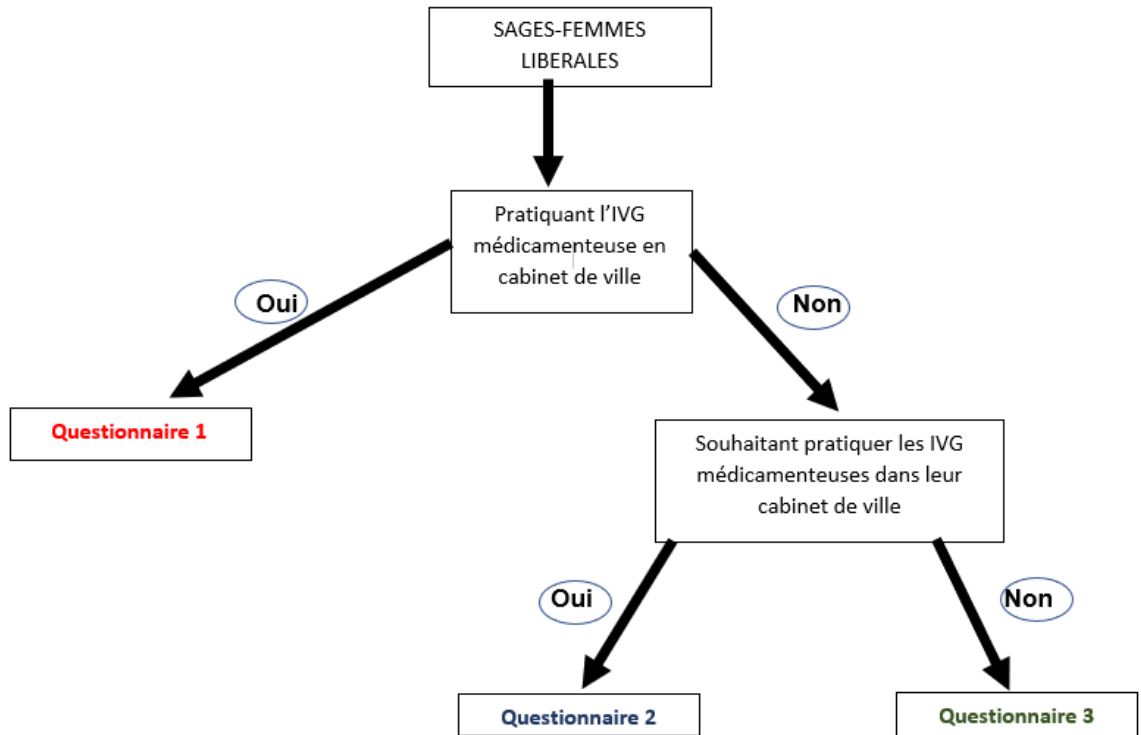 SAGES-FEMMES
LIBERALES
Pratiquant l'IVG
médicamenteuse en
cabinet de ville
Oui
Non
Questionnaire 1
Souhaitant pratiquer les IVG
médicamenteuses dans leur
cabinet de ville
Oui
Non
Questionnaire 2
Questionnaire 3